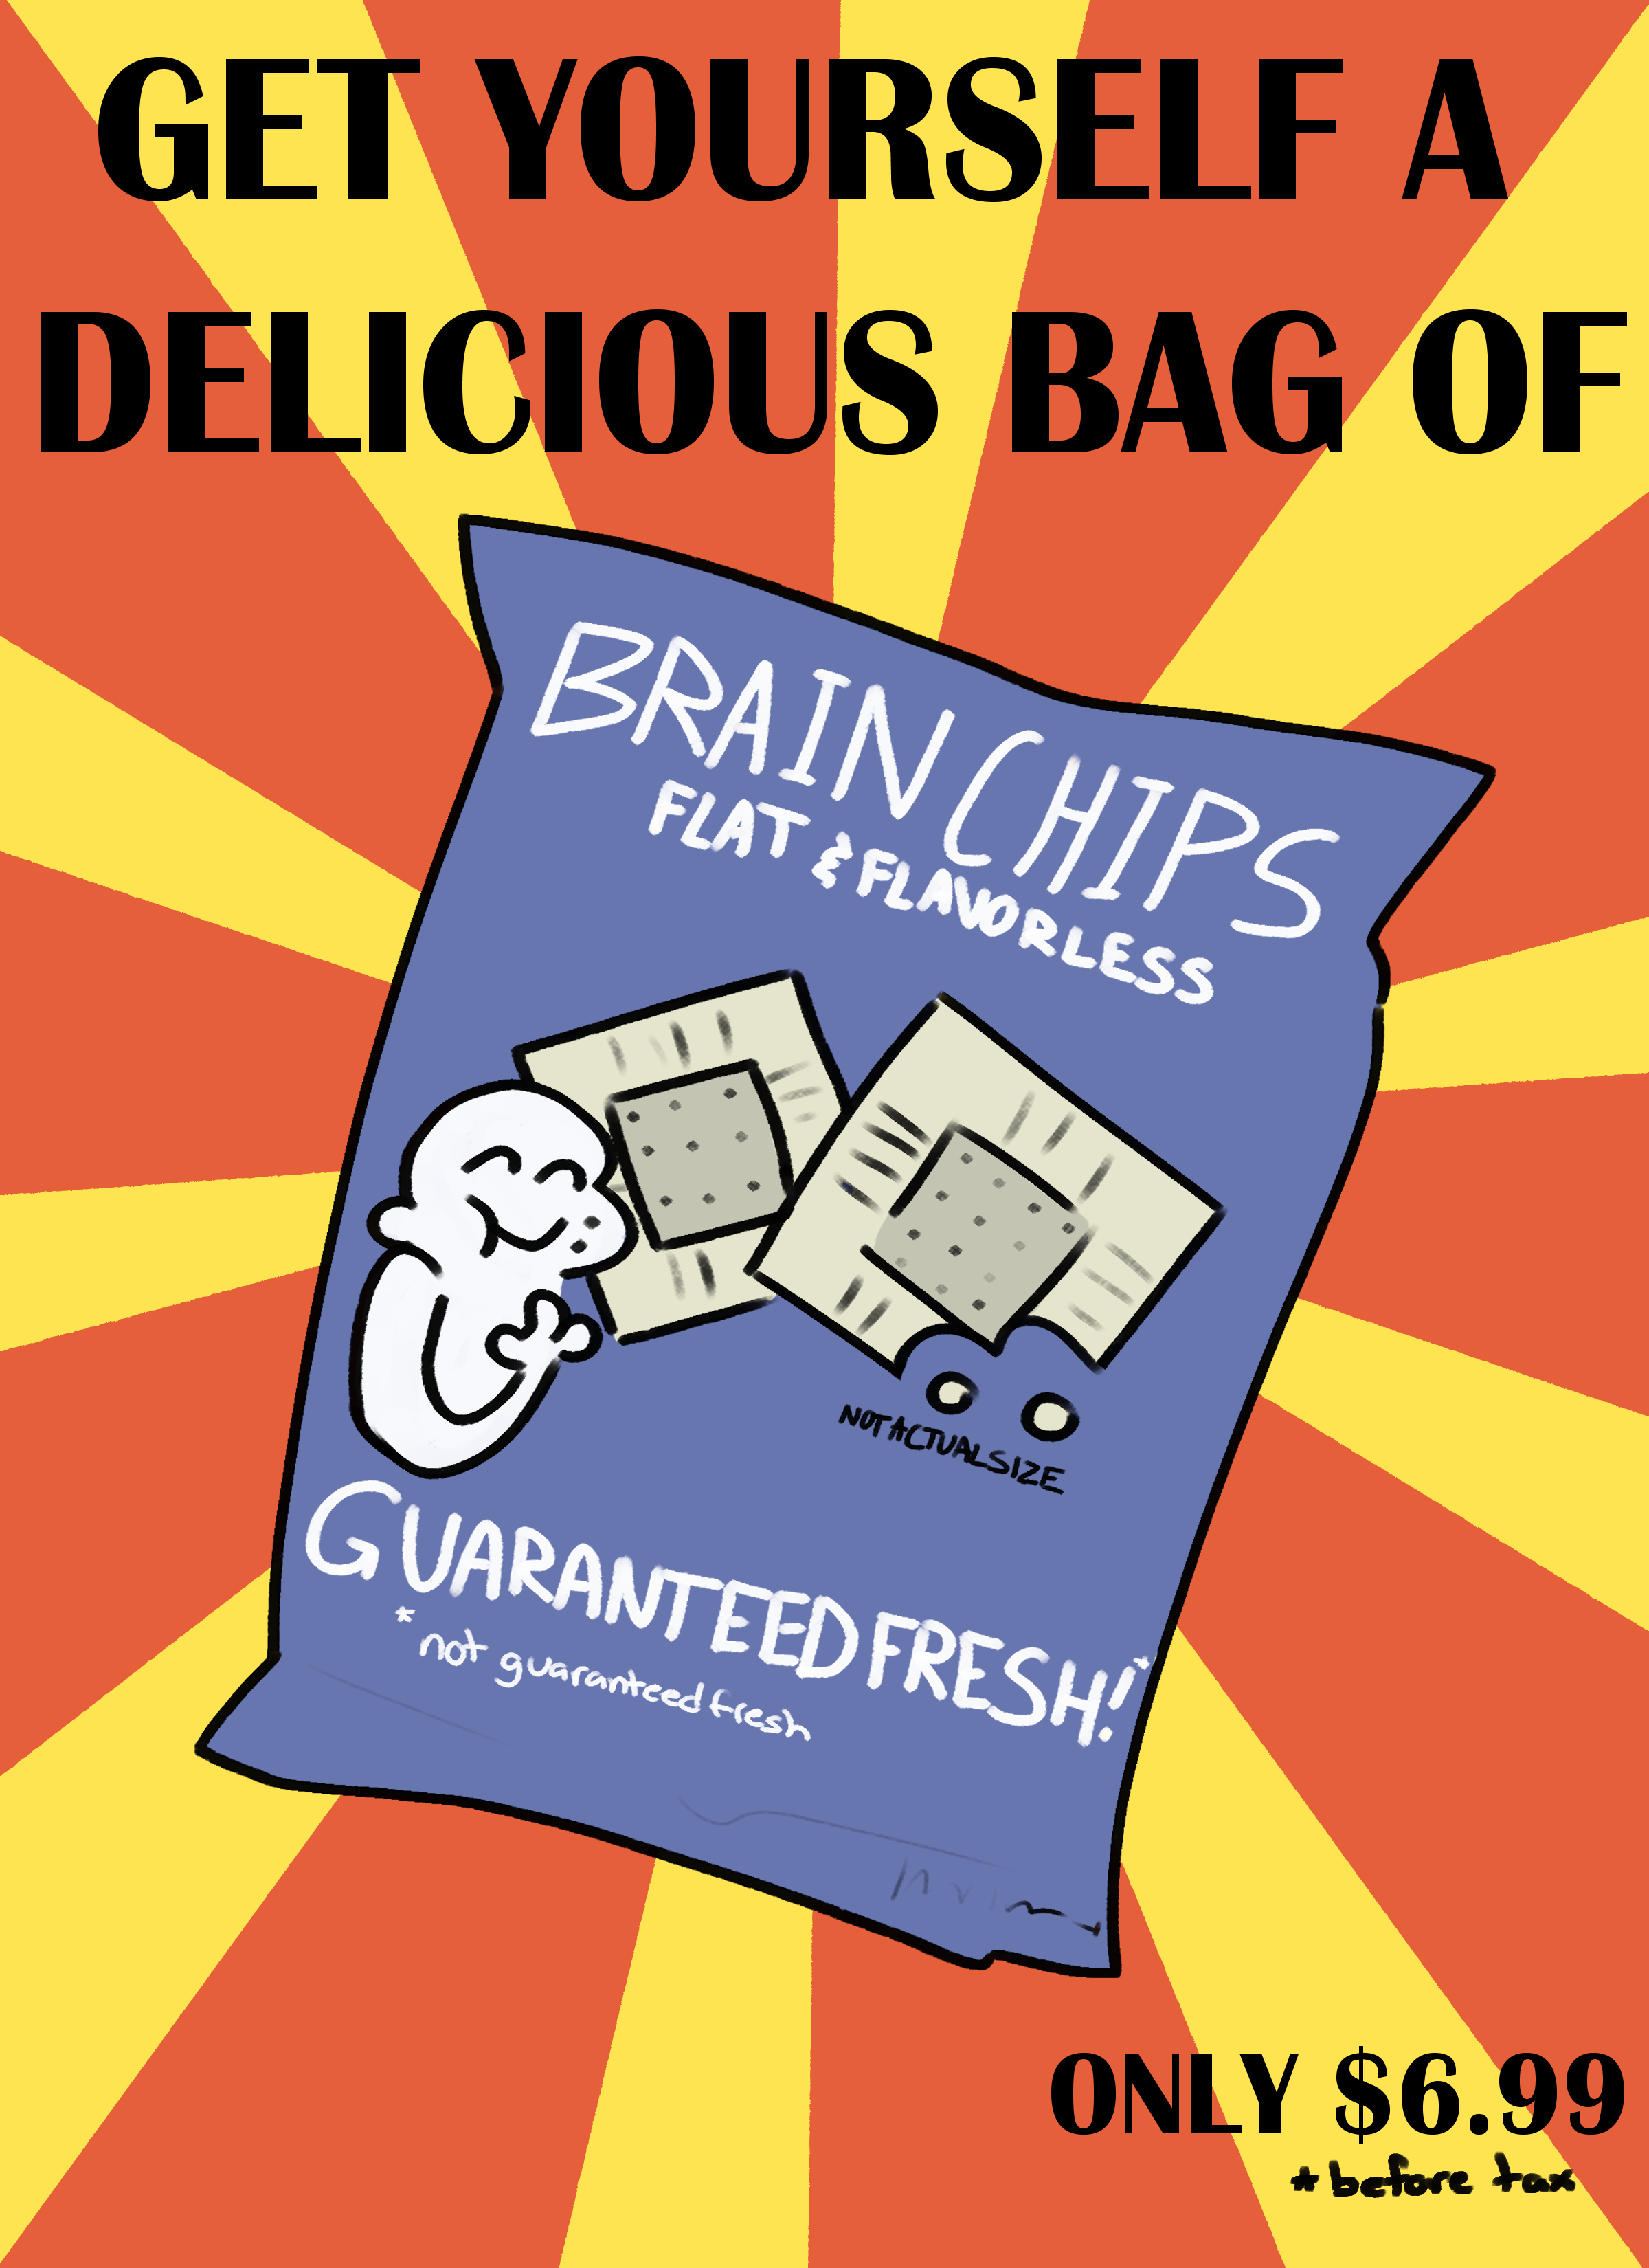 GET YOURSELF A
DELICIOUS BAG OF
BRAIN CHIPS
FLAT & FLAVORLESS
NOT ACTUAL SIZE
GUARANTEED FRESH!*
*not guaranteed fresh
ONLY $6.99
*before tax